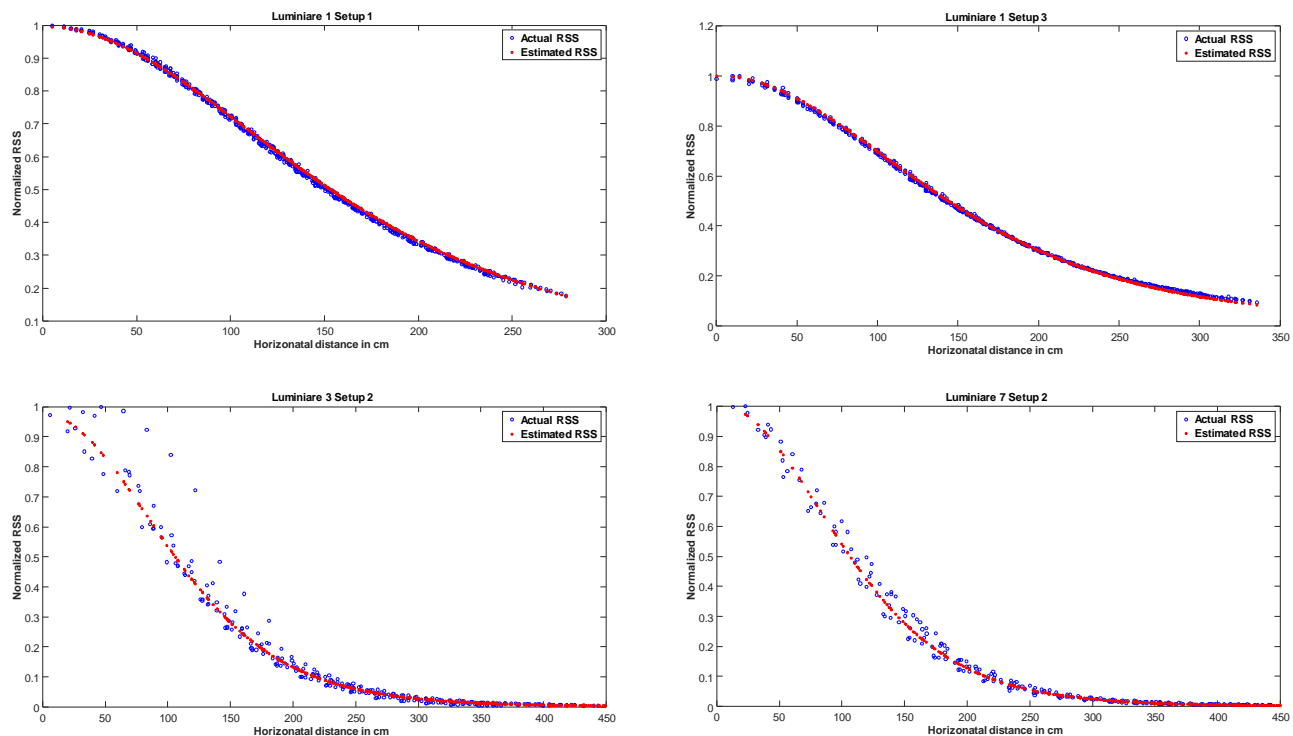 Luminiare 1 Setup 1
Normalized RSS
1
0.9
0.8
0.7
0.6
0.5
0.4
0.3
0.2
0.1
0 50 100 150 200 250 300
Horizonatal distance in cm
Actual RSS
Estimated RSS
Luminiare 1 Setup 3
Normalized RSS
1.2
1
0.8
0.6
0.4
0.2
0
0 50 100 150 200 250 300 350
Horizonatal distance in cm
Actual RSS
Estimated RSS
Luminiare 3 Setup 2
Normalized RSS
1
0.9
0.8
0.7
0.6
0.5
0.4
0.3
0.2
0.1
0
0 50 100 150 200 250 300 350 400 450
Horizonatal distance in cm
Actual RSS
Estimated RSS
Luminiare 7 Setup 2
Normalized RSS
1
0.9
0.8
0.7
0.6
0.5
0.4
0.3
0.2
0.1
0
0 50 100 150 200 250 300 350 400 450
Horizonatal distance in cm
Actual RSS
Estimated RSS